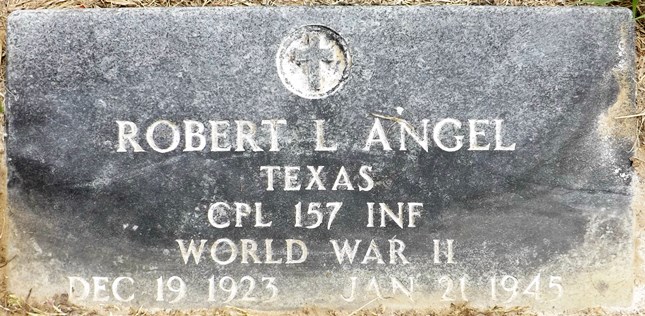 ROBERT L ANGEL
TEXAS
CPL 157 INF
WORLD WAR II
DEC 19 1923 JAN 21 1945